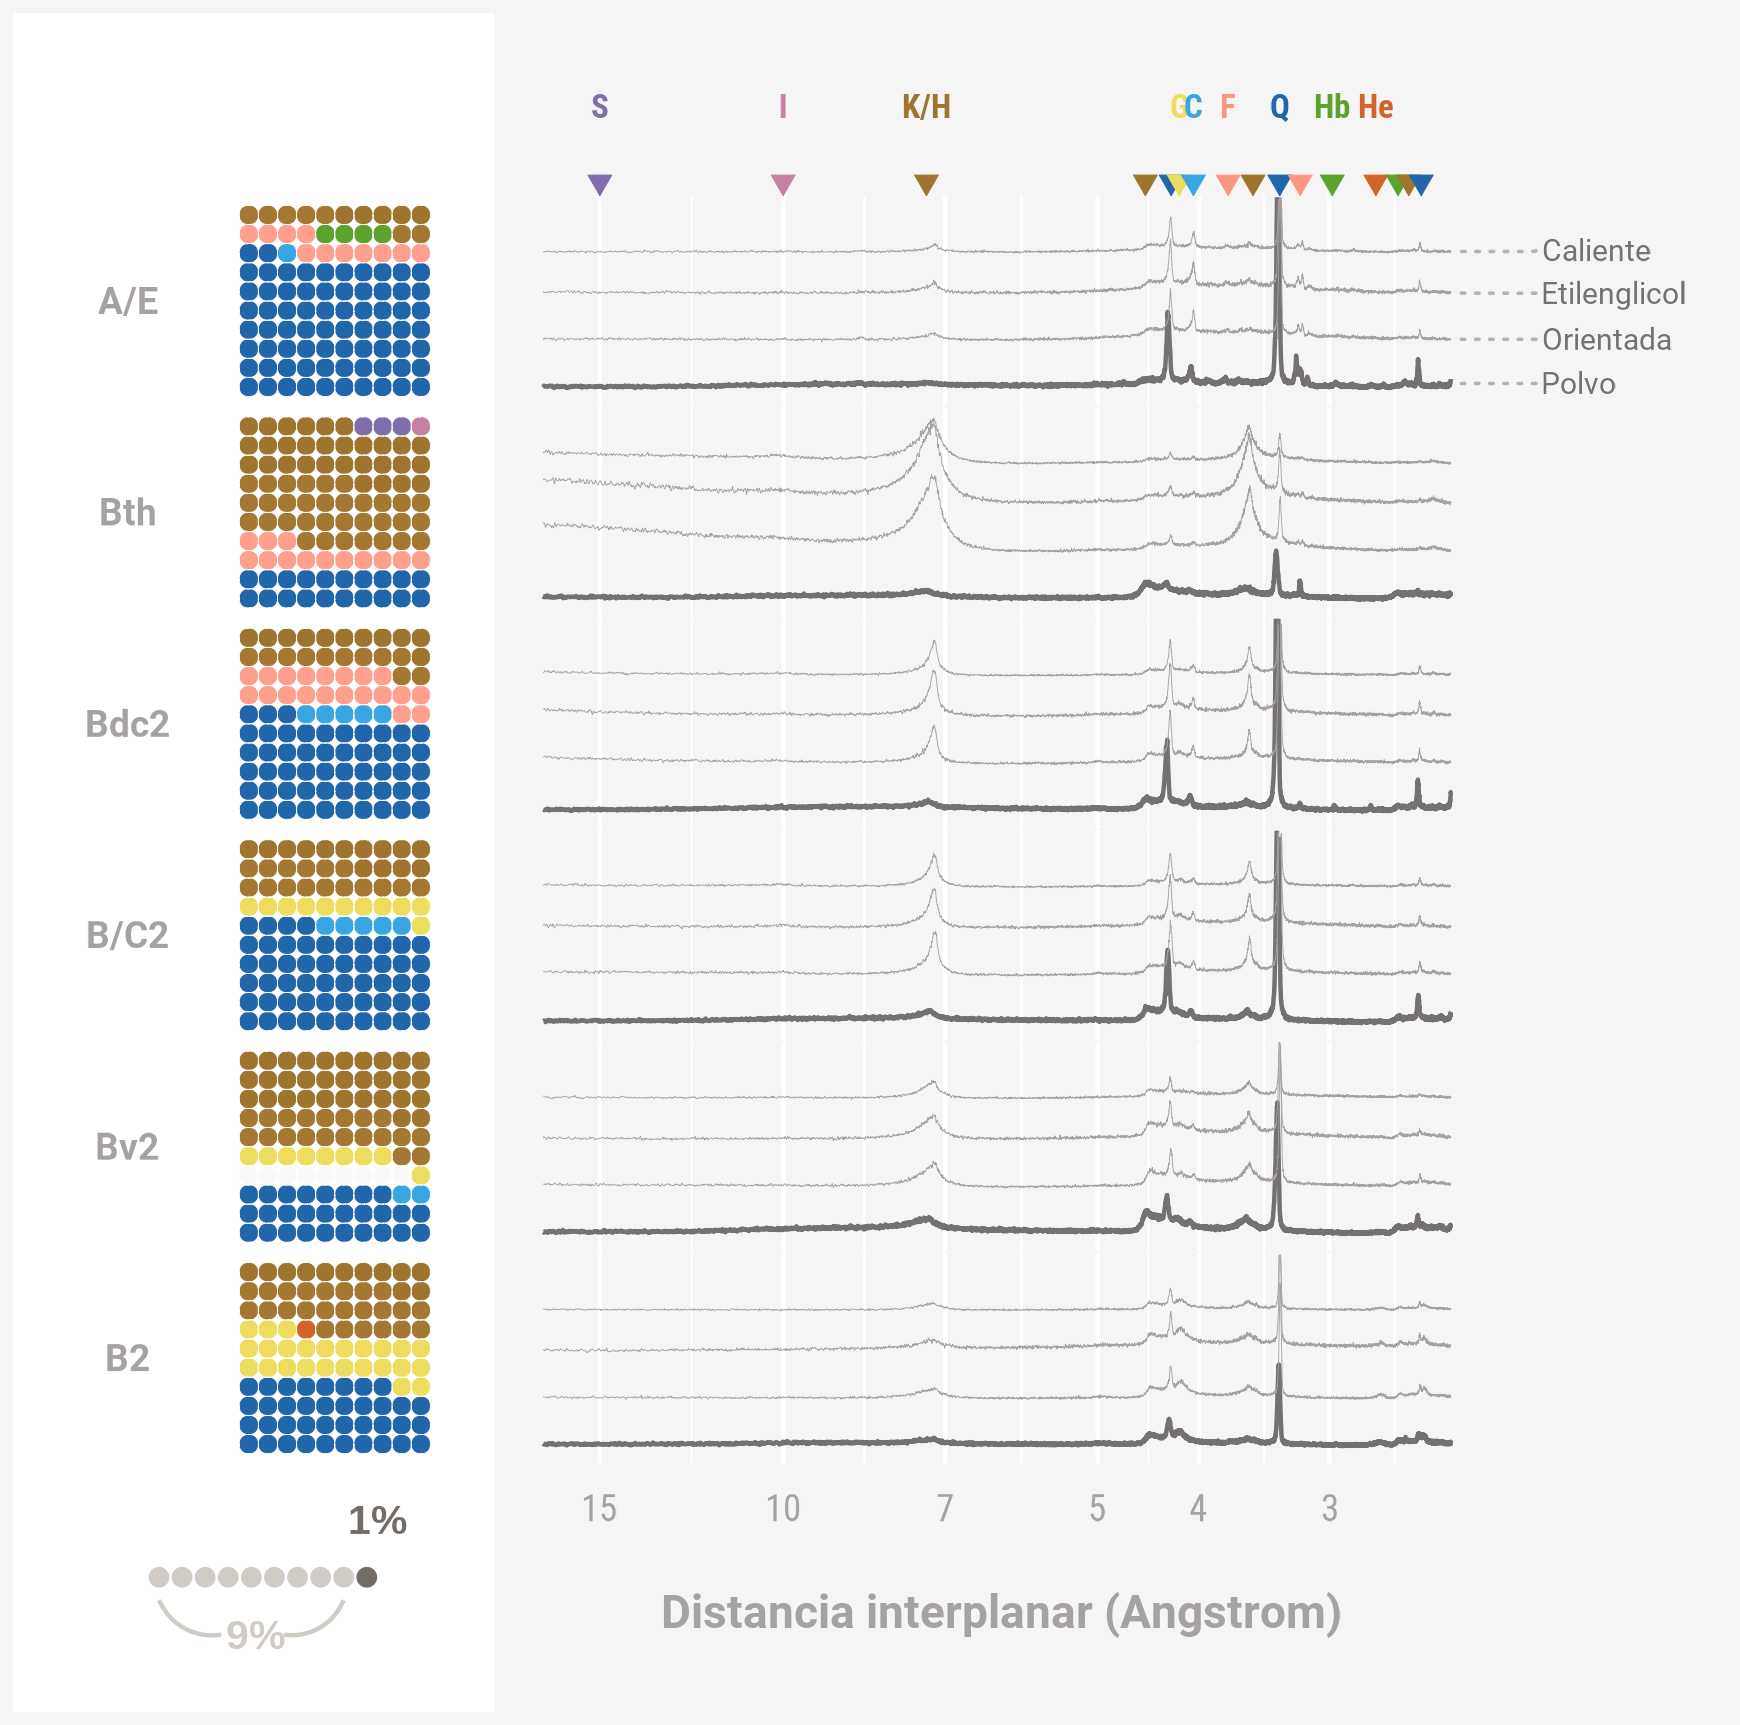 S I K/H G C F Q Hb He
A/E
Caliente
Etilenglicol
Orientada
Polvo
Bth
Bdc2
B/C2
Bv2
B2
15 10 7 5 4 3
1%
9%
Distancia interplanar (Angstrom)